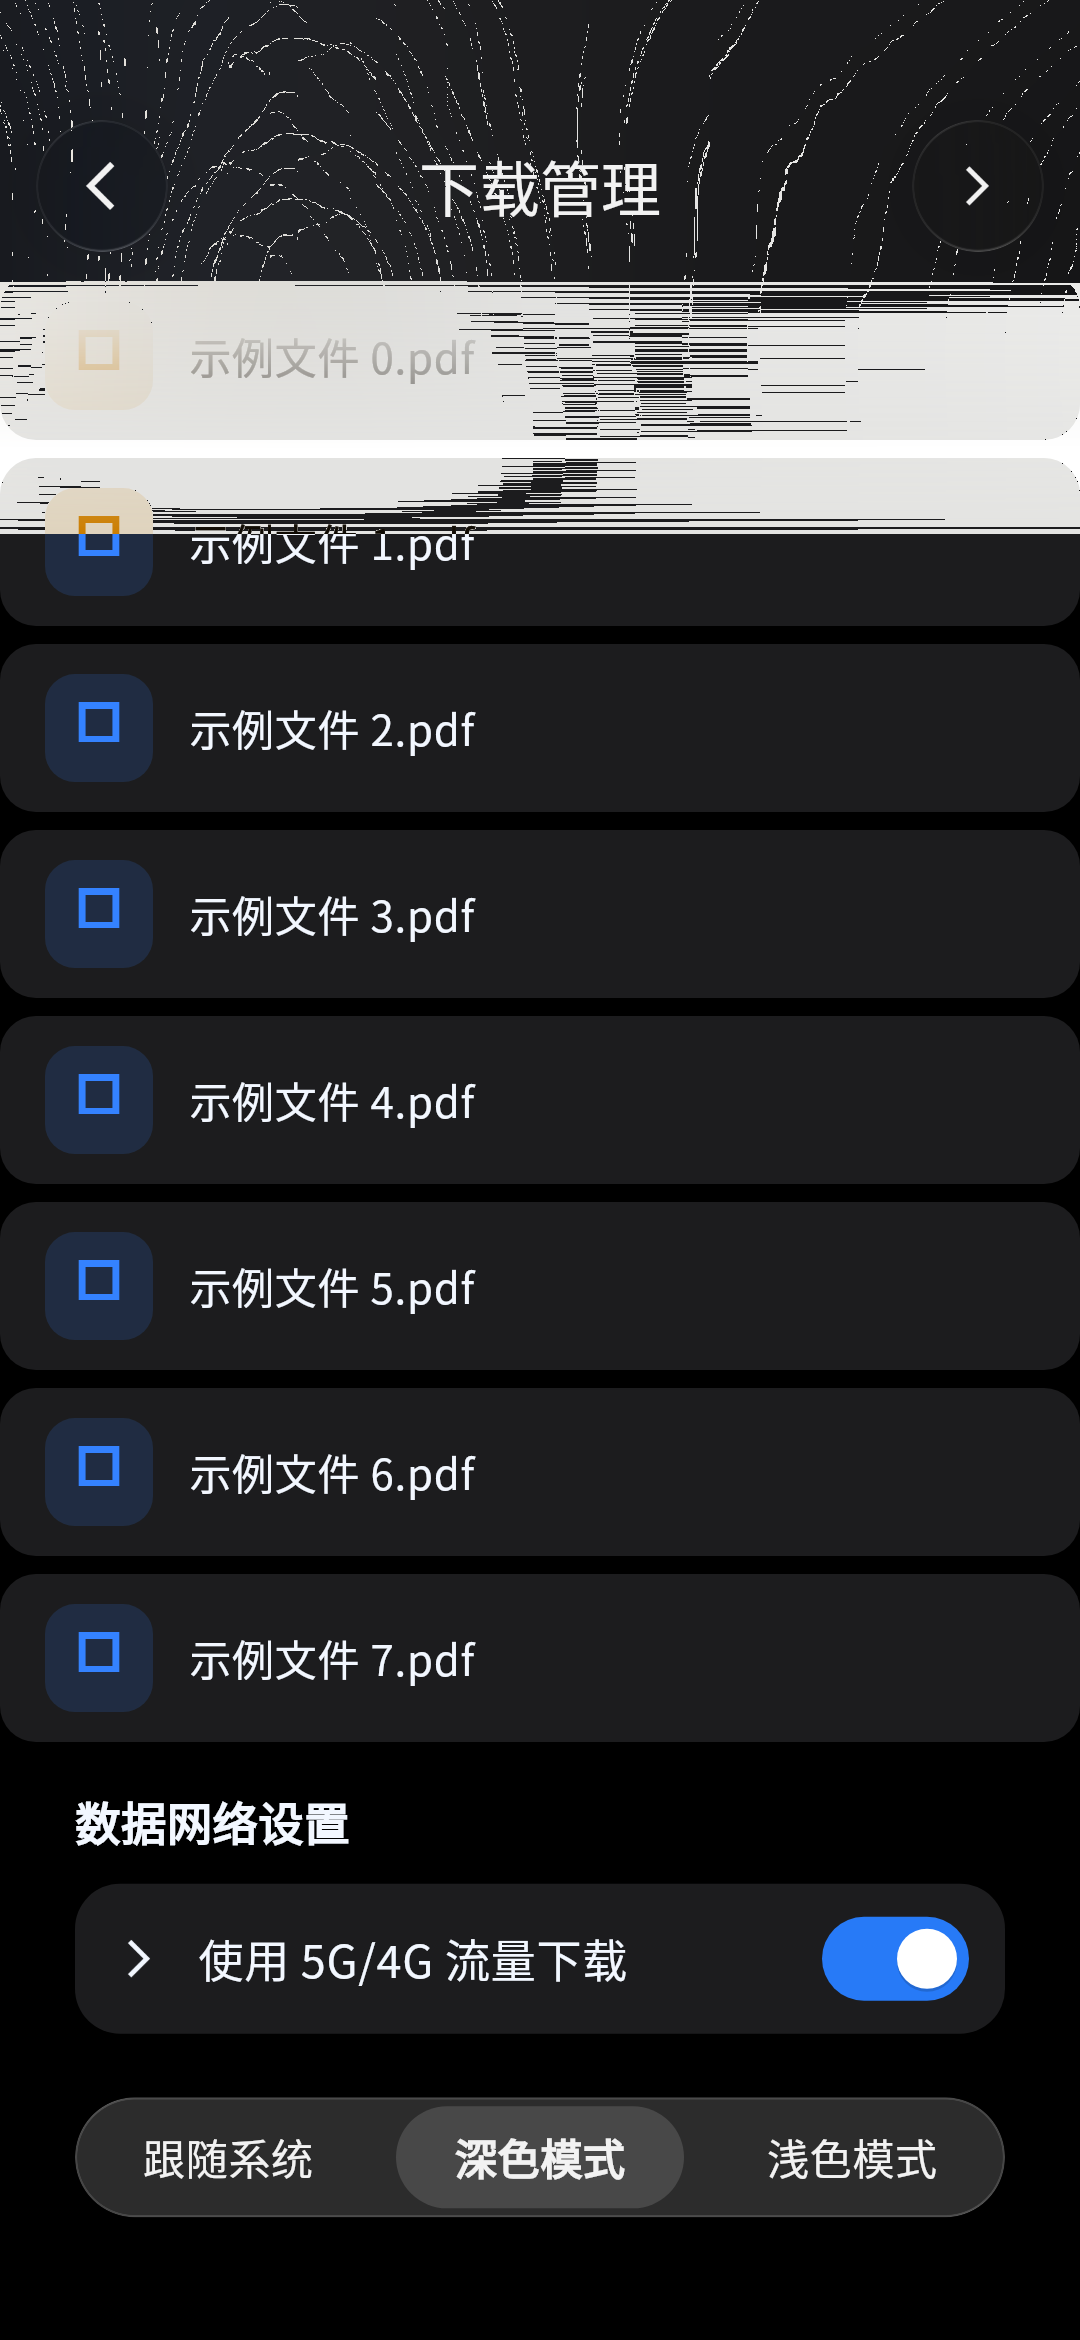 下载管理
示例文件 0.pdf
示例文件 1.pdf
示例文件 2.pdf
示例文件 3.pdf
示例文件 4.pdf
示例文件 5.pdf
示例文件 6.pdf
示例文件 7.pdf
数据网络设置
使用 5G/4G 流量下载
跟随系统
深色模式
浅色模式